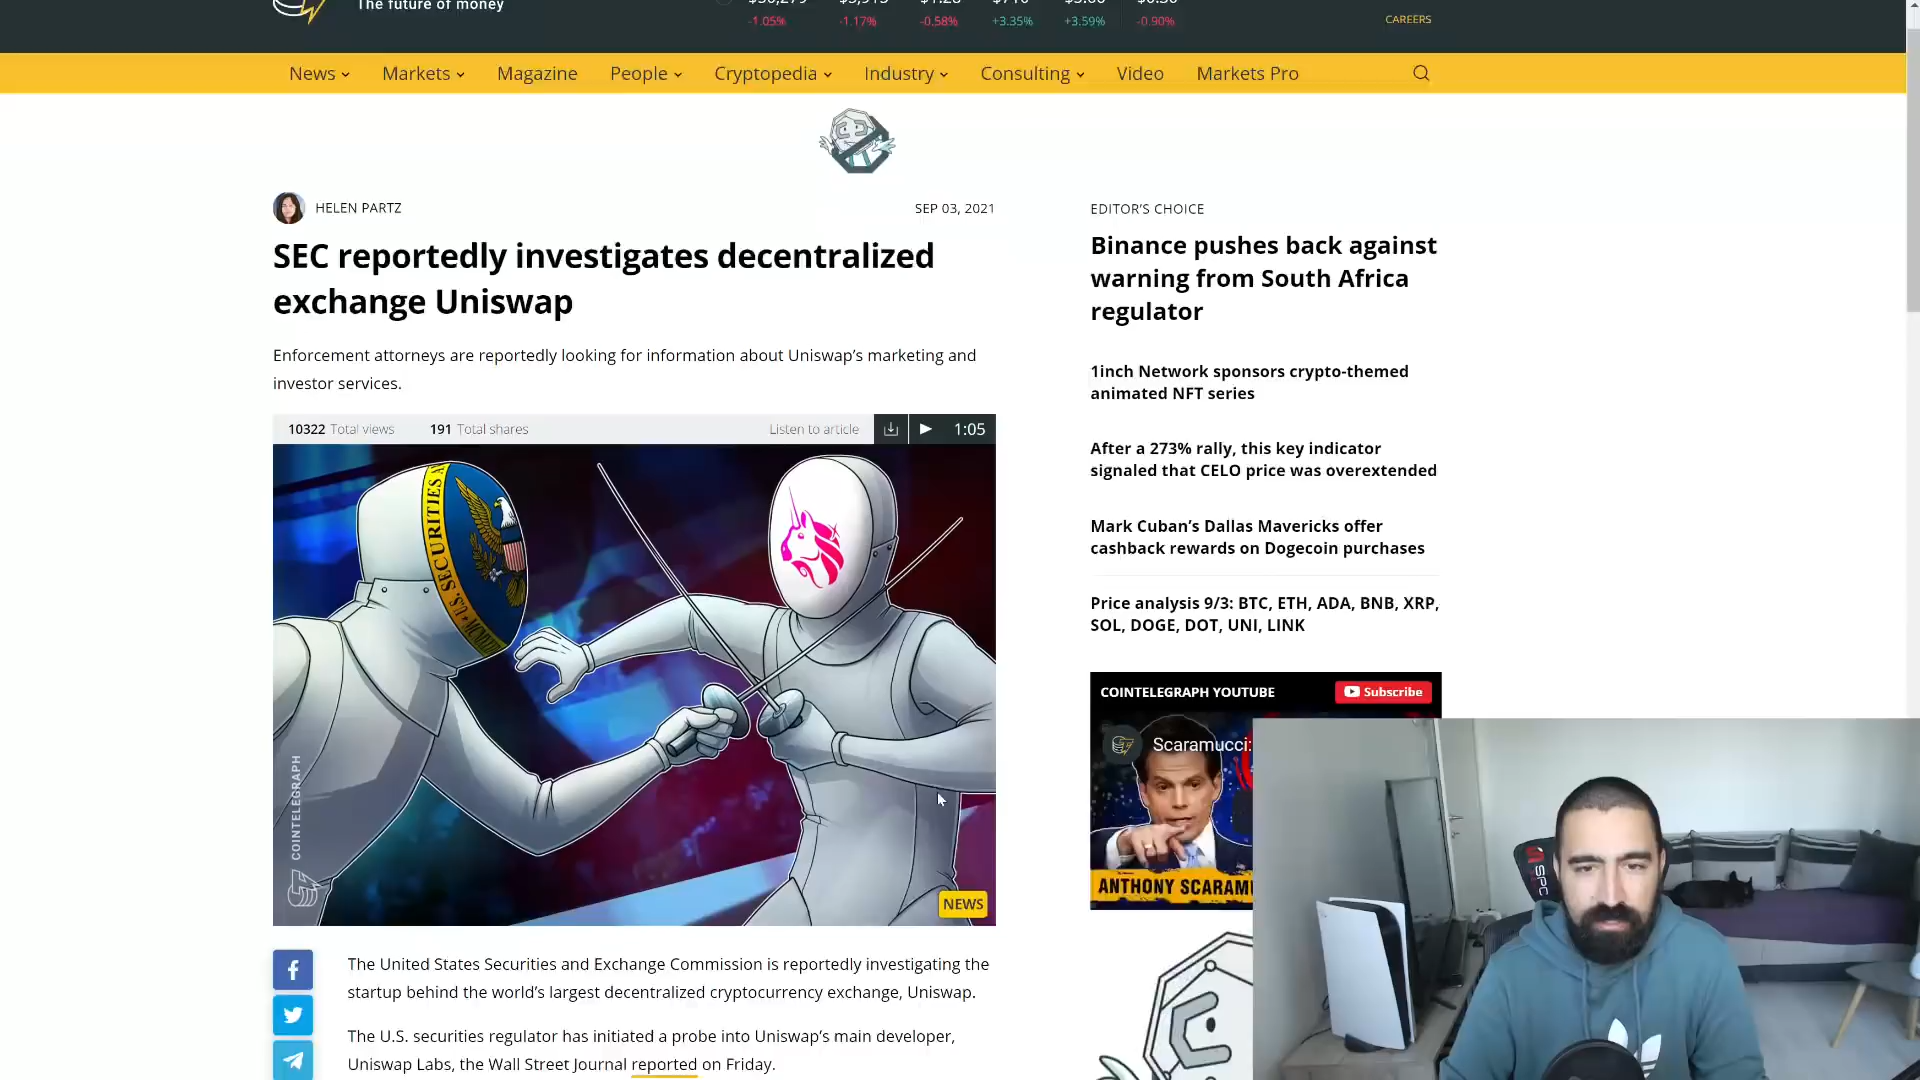 The future of money
-1.05% -1.17% -0.58% +3.35% +3.59% -0.90%
CAREERS
News Markets Magazine People Cryptopedia Industry Consulting Video Markets Pro
HELEN PARTZ
SEP 03, 2021
SEC reportedly investigates decentralized
exchange Uniswap
Enforcement attorneys are reportedly looking for information about Uniswap’s marketing and
investor services.
10322 Total views 191 Total shares Listen to article 1:05
U.S. SECURITIES A
COINTELEGRAPH
NEWS
The United States Securities and Exchange Commission is reportedly investigating the
startup behind the world’s largest decentralized cryptocurrency exchange, Uniswap.
The U.S. securities regulator has initiated a probe into Uniswap’s main developer,
Uniswap Labs, the Wall Street Journal reported on Friday.
EDITOR’S CHOICE
Binance pushes back against
warning from South Africa
regulator
1inch Network sponsors crypto-themed
animated NFT series
After a 273% rally, this key indicator
signaled that CELO price was overextended
Mark Cuban’s Dallas Mavericks offer
cashback rewards on Dogecoin purchases
Price analysis 9/3: BTC, ETH, ADA, BNB, XRP,
SOL, DOGE, DOT, UNI, LINK
COINTELEGRAPH YOUTUBE Subscribe
Scaramucci:
ANTHONY SCARAM
SPC